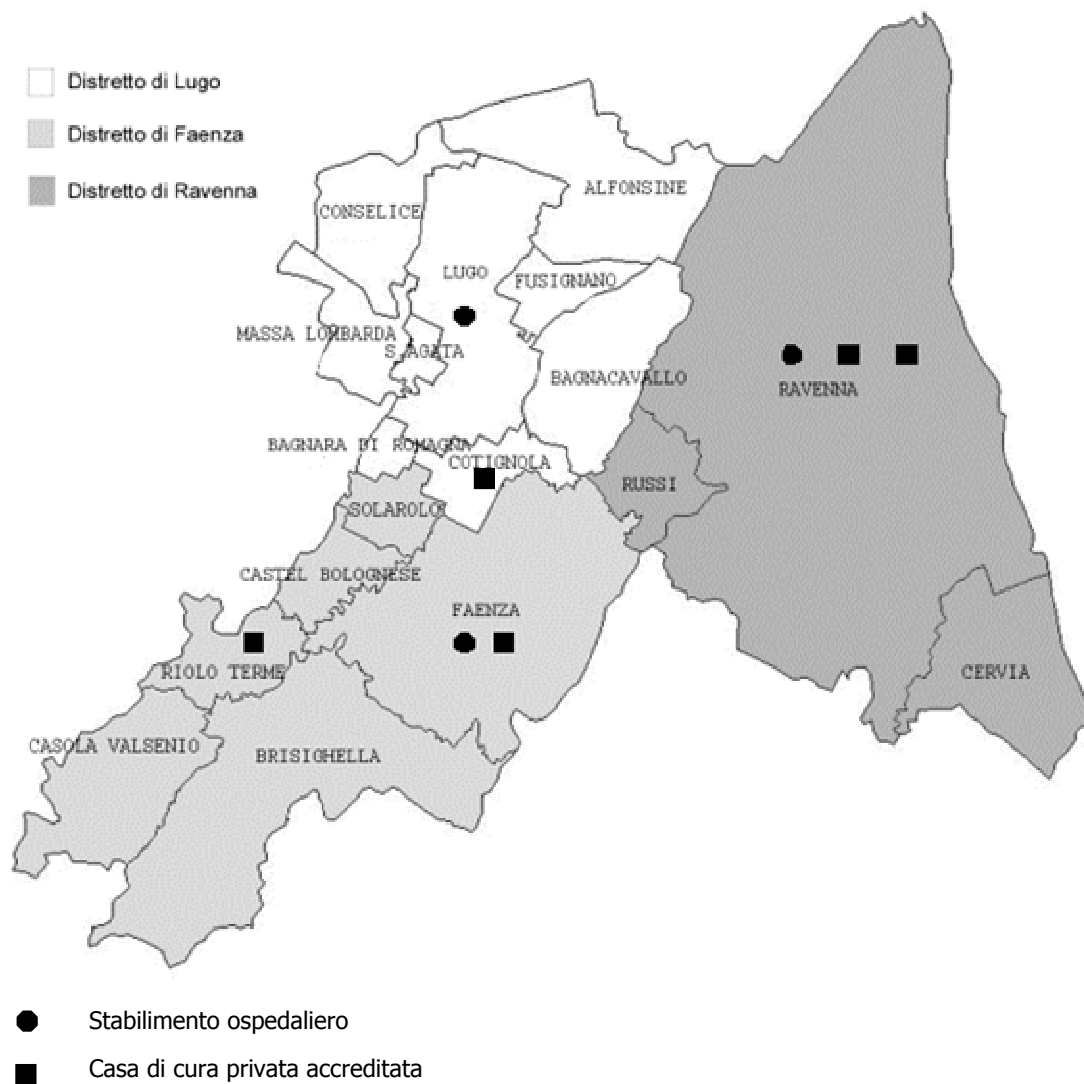 Distretto di Lugo
Distretto di Faenza
Distretto di Ravenna
ALFONSINE
CONSELICE
LUGO
FUSIGNANO
MASSA LOMBARDA
S.AGATA
BAGNACAVALLO
RAVENNA
BAGNARA DI ROMAGNA
COTIGNOLA
RUSSI
SOLAROLO
CASTEL BOLOGNESE
FAENZA
RIOLO TERME
CERVIA
CASOLA VALSENIO
BRISIGHELLA
Stabilimento ospedaliero
Casa di cura privata accreditata